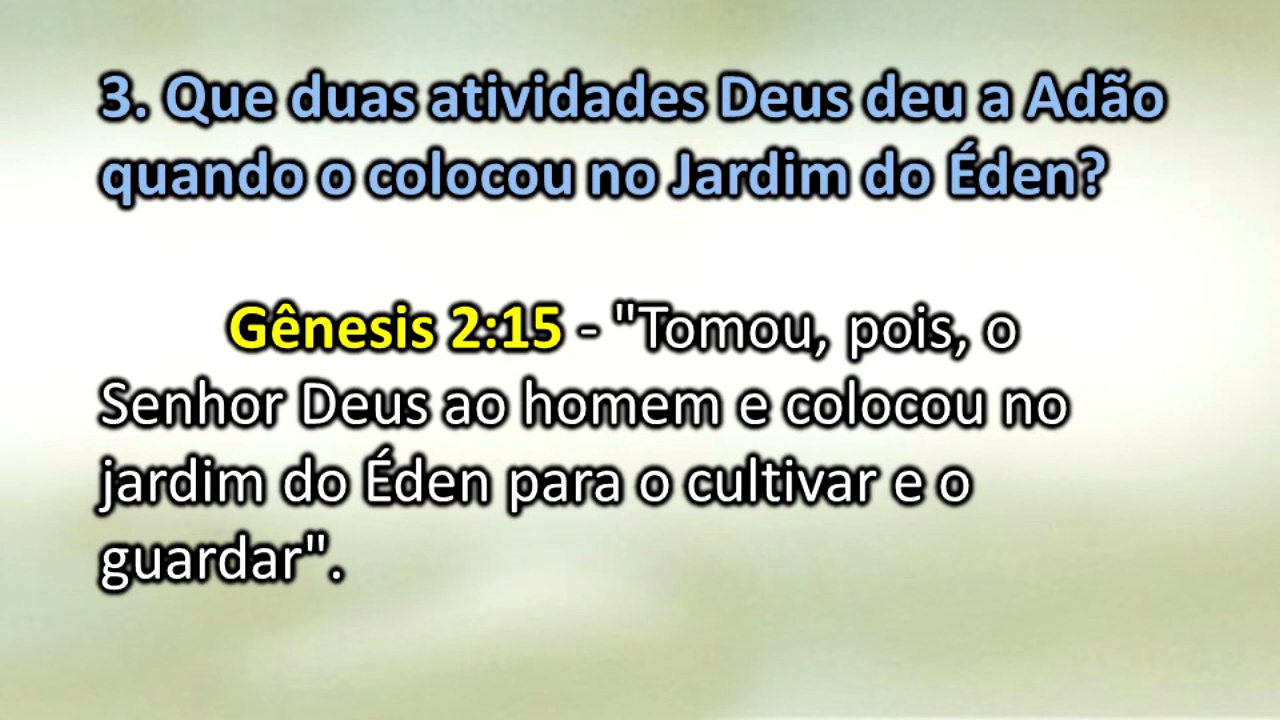 3. Que duas atividades Deus deu a Adão
quando o colocou no Jardim do Éden?
Gênesis 2:15 - "Tomou, pois, o
Senhor Deus ao homem e colocou no
jardim do Éden para o cultivar e o
guardar".